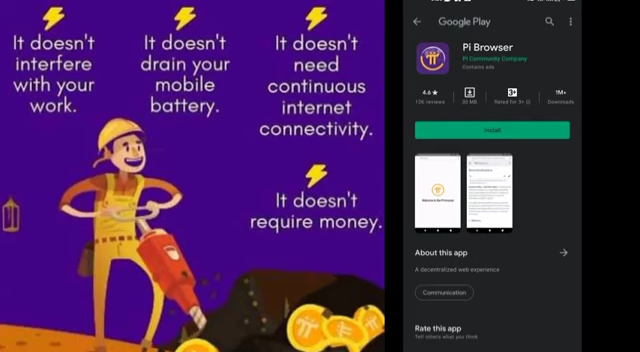 It doesn't
interfere
with your
work.
It doesn't
drain your
mobile
battery.
It doesn't
need
continuous
internet
connectivity.
It doesn't
require money.
Google Play
Pi Browser
Pi Community Company
Contains ads
4.6★
3+
1M+
10K reviews
30 MB
Rated for 3+
Downloads
Install
Welcome to the Pi Browser
About this app
A decentralized web experience
Communication
Rate this app
Tell others what you think